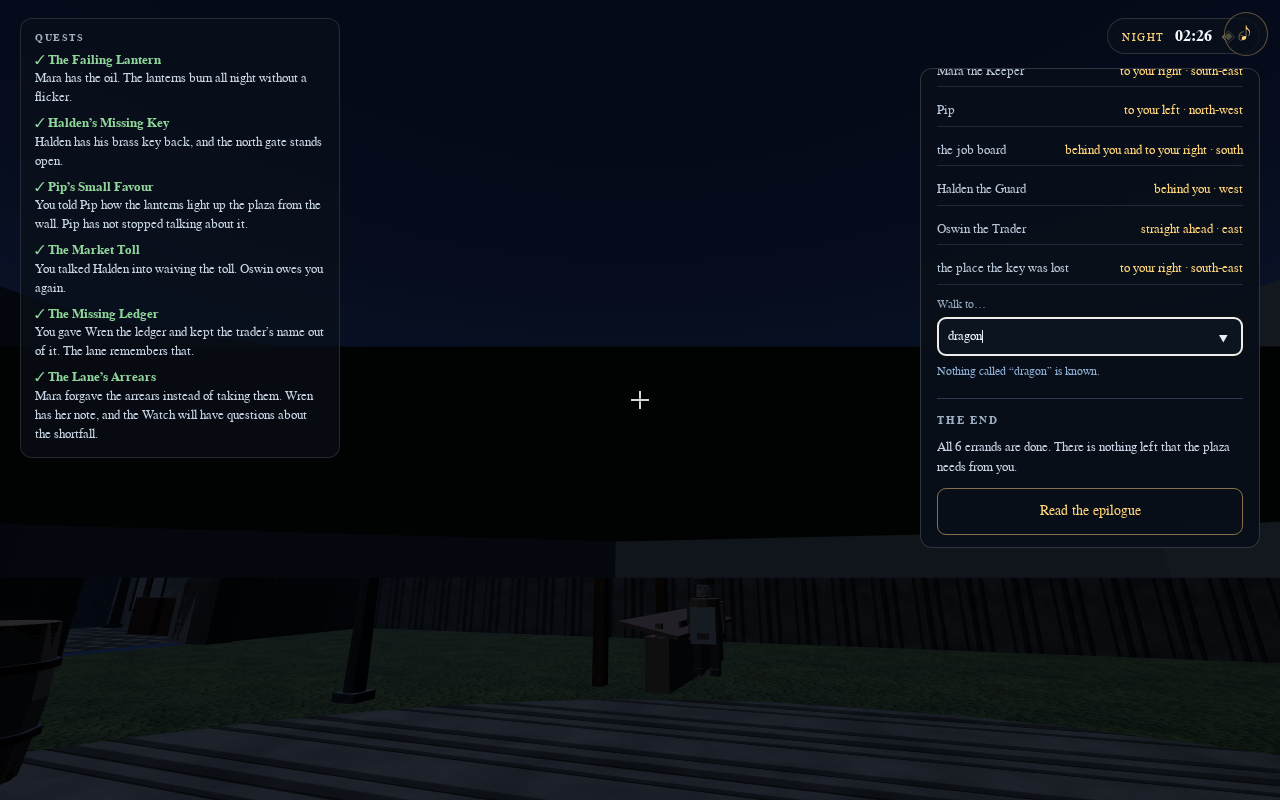 QUESTS
✓ The Failing Lantern
Mara has the oil. The lanterns burn all night without a
flicker.
✓ Halden’s Missing Key
Halden has his brass key back, and the north gate stands
open.
✓ Pip’s Small Favour
You told Pip how the lanterns light up the plaza from the
wall. Pip has not stopped talking about it.
✓ The Market Toll
You talked Halden into waiving the toll. Oswin owes you
again.
✓ The Missing Ledger
You gave Wren the ledger and kept the trader’s name out
of it. The lane remembers that.
✓ The Lane’s Arrears
Mara forgave the arrears instead of taking them. Wren
has her note, and the Watch will have questions about
the shortfall.
NIGHT 02:26
Mara the Keeper to your right · south-east
Pip to your left · north-west
the job board behind you and to your right · south
Halden the Guard behind you · west
Oswin the Trader straight ahead · east
the place the key was lost to your right · south-east
Walk to…
dragon
Nothing called “dragon” is known.
THE END
All 6 errands are done. There is nothing left that the plaza
needs from you.
Read the epilogue